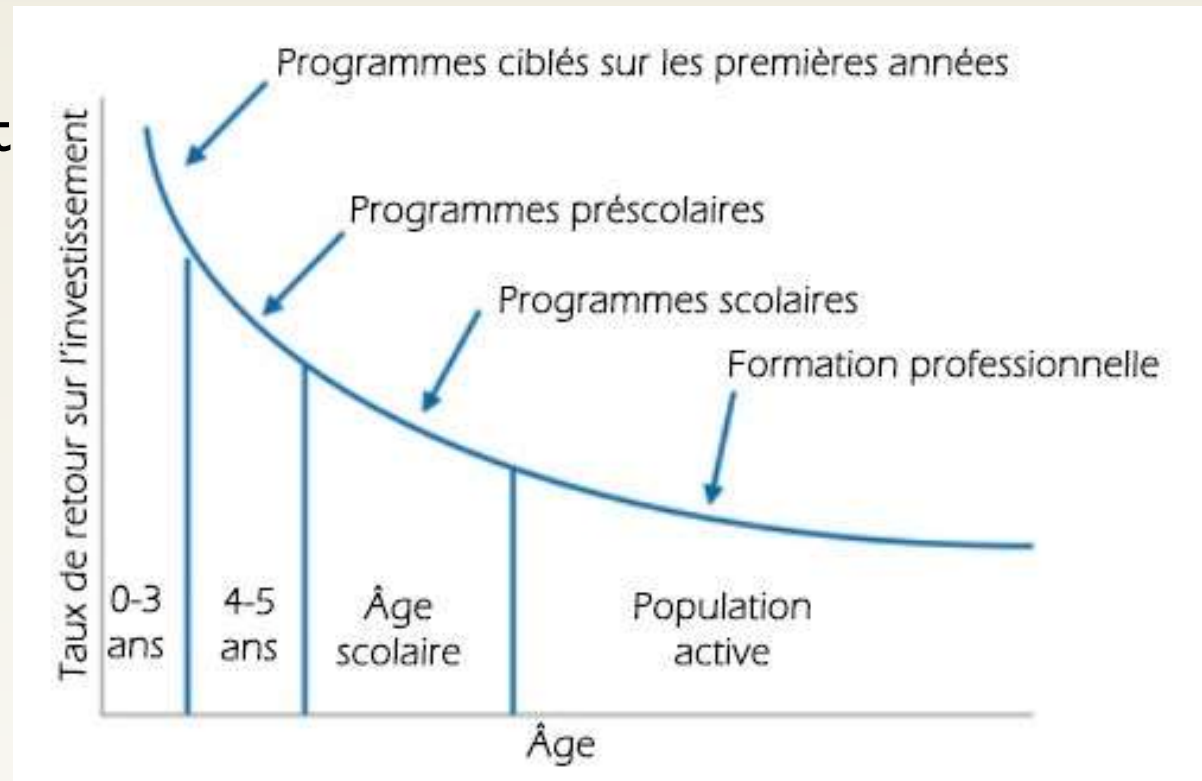 Programmes ciblés sur les premières années
t
Taux de retour sur l'investissement
Programmes préscolaires
Programmes scolaires
Formation professionnelle
0-3
ans
4-5
ans
Âge
scolaire
Population
active
Âge